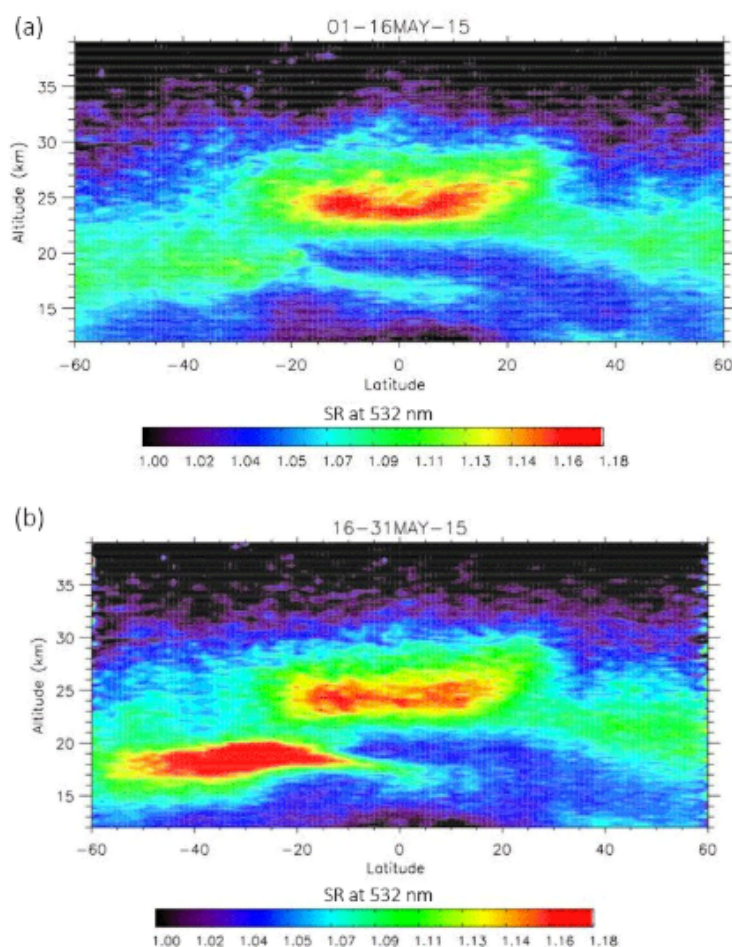 (a)
01-16MAY-15
Altitude (km)
35
30
25
20
15
-60 -40 -20 0 20 40 60
Latitude
SR at 532 nm
1.00 1.02 1.04 1.05 1.07 1.09 1.11 1.13 1.14 1.16 1.18
(b)
16-31MAY-15
Altitude (km)
35
30
25
20
15
-60 -40 -20 0 20 40 60
Latitude
SR at 532 nm
1.00 1.02 1.04 1.05 1.07 1.09 1.11 1.13 1.14 1.16 1.18